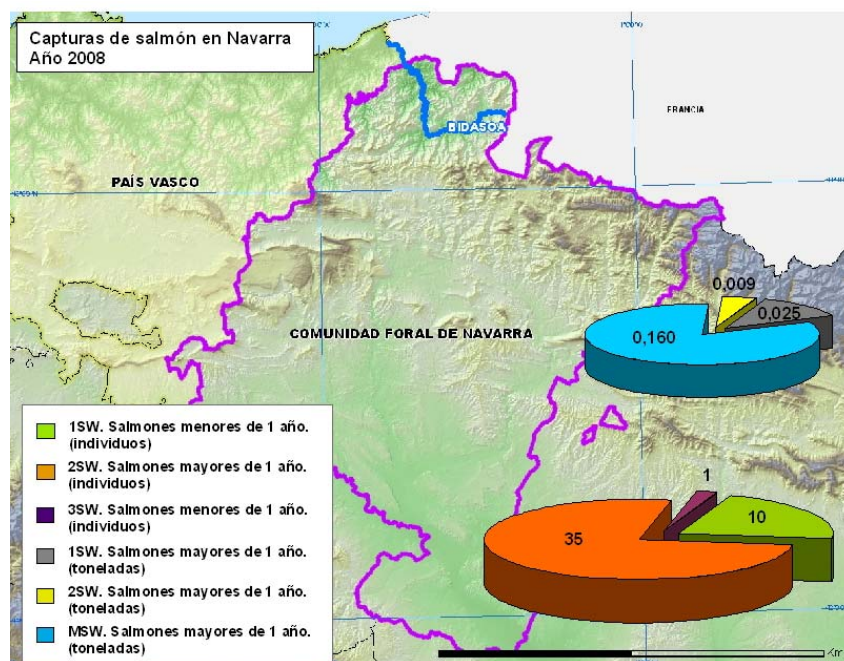 Capturas de salmón en Navarra
Año 2008
FRANCIA
BIDASOA
PAÍS VASCO
COMUNIDAD FORAL DE NAVARRA
0,009
0,025
0,160
1
10
35
1SW. Salmones menores de 1 año.
(individuos)
2SW. Salmones mayores de 1 año.
(individuos)
3SW. Salmones menores de 1 año.
(individuos)
1SW. Salmones mayores de 1 año.
(toneladas)
2SW. Salmones mayores de 1 año.
(toneladas)
MSW. Salmones mayores de 1 año.
(toneladas)
Km